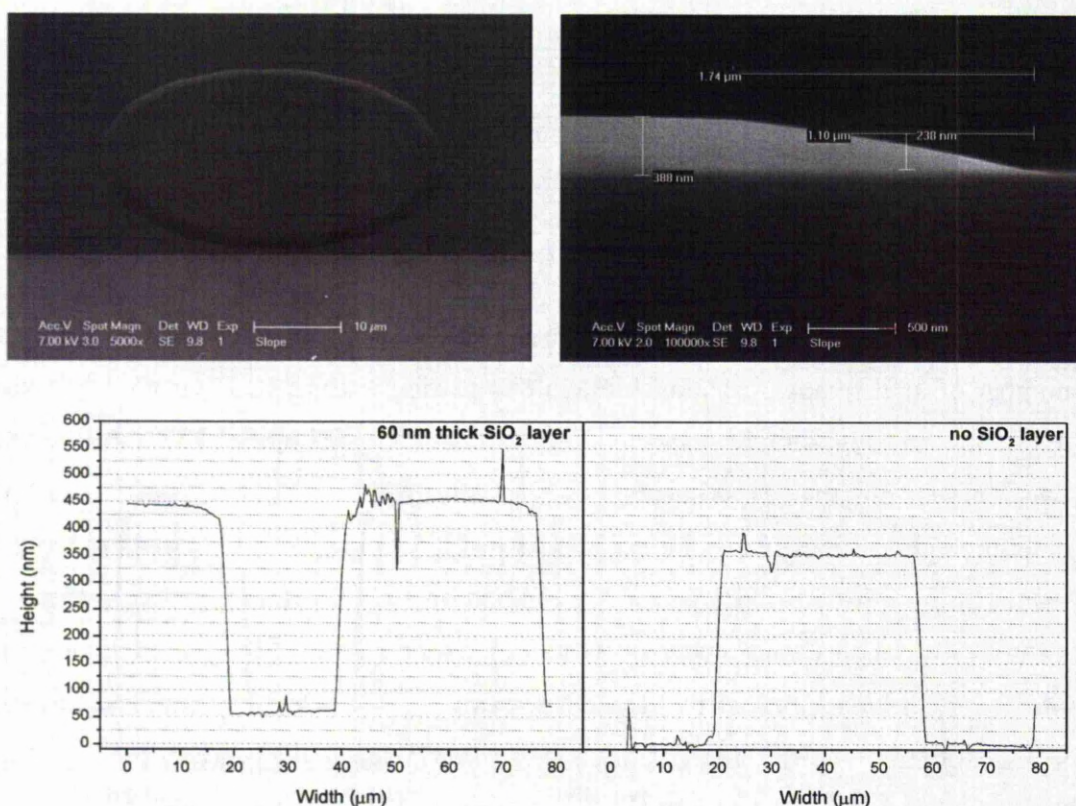 Acc.V Spot Magn Det WD Exp 10 µm
7.00 kV 3.0 5000x SE 9.8 1 Slope
1.74 µm
1.10 µm 238 nm
388 nm
Acc.V Spot Magn Det WD Exp 500 nm
7.00 kV 2.0 100000x SE 9.8 1 Slope
60 nm thick SiO₂ layer
no SiO₂ layer
600
550
500
450
400
350
300
250
200
150
100
50
0
Height (nm)
0 10 20 30 40 50 60 70 80
0 10 20 30 40 50 60 70 80
Width (µm)
Width (µm)